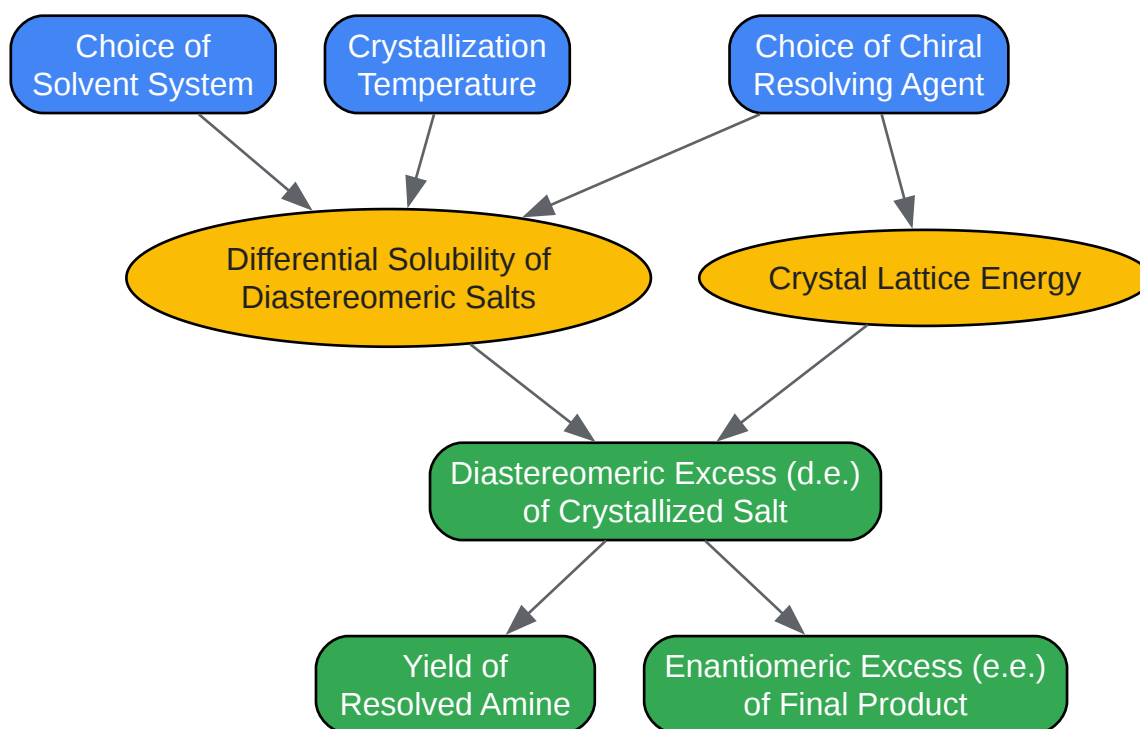 Choice of
Solvent System
Crystallization
Temperature
Choice of Chiral
Resolving Agent
Differential Solubility of
Diastereomeric Salts
Crystal Lattice Energy
Diastereomeric Excess (d.e.)
of Crystallized Salt
Yield of
Resolved Amine
Enantiomeric Excess (e.e.)
of Final Product